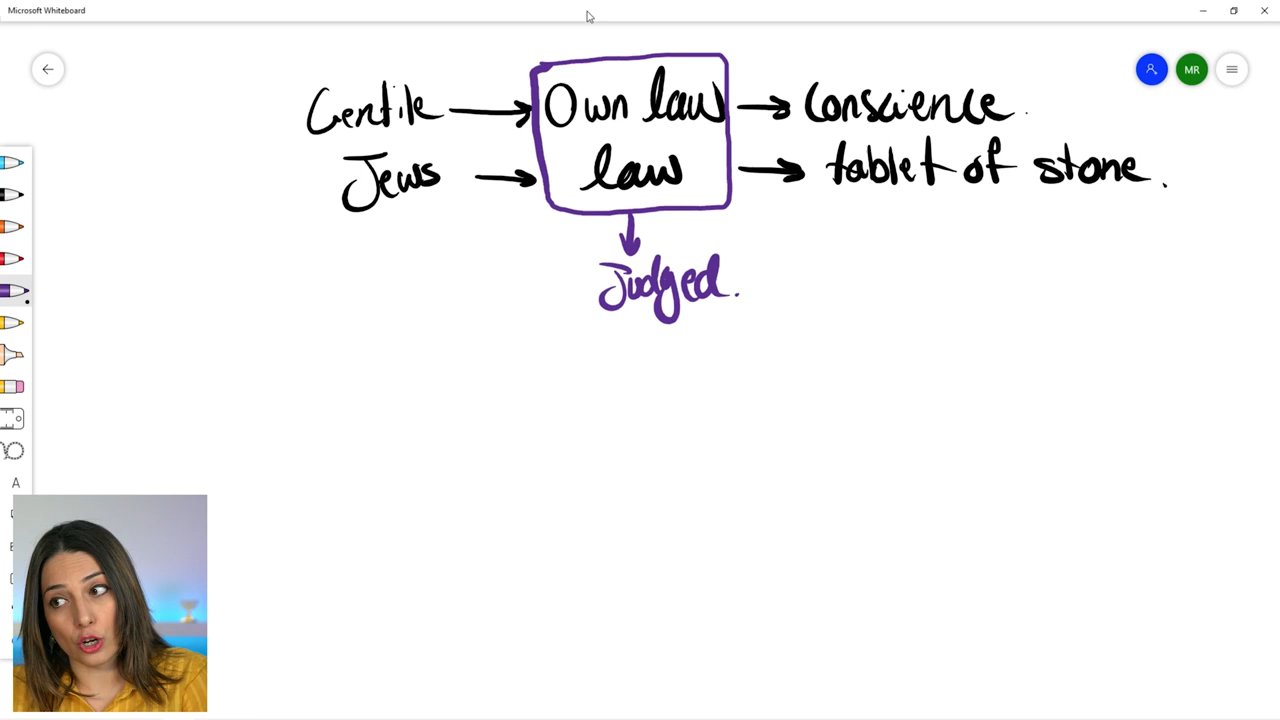 Microsoft Whiteboard
MR
Gentile → Own law → Conscience.
Jews → law → tablet of stone.
Judged.
A